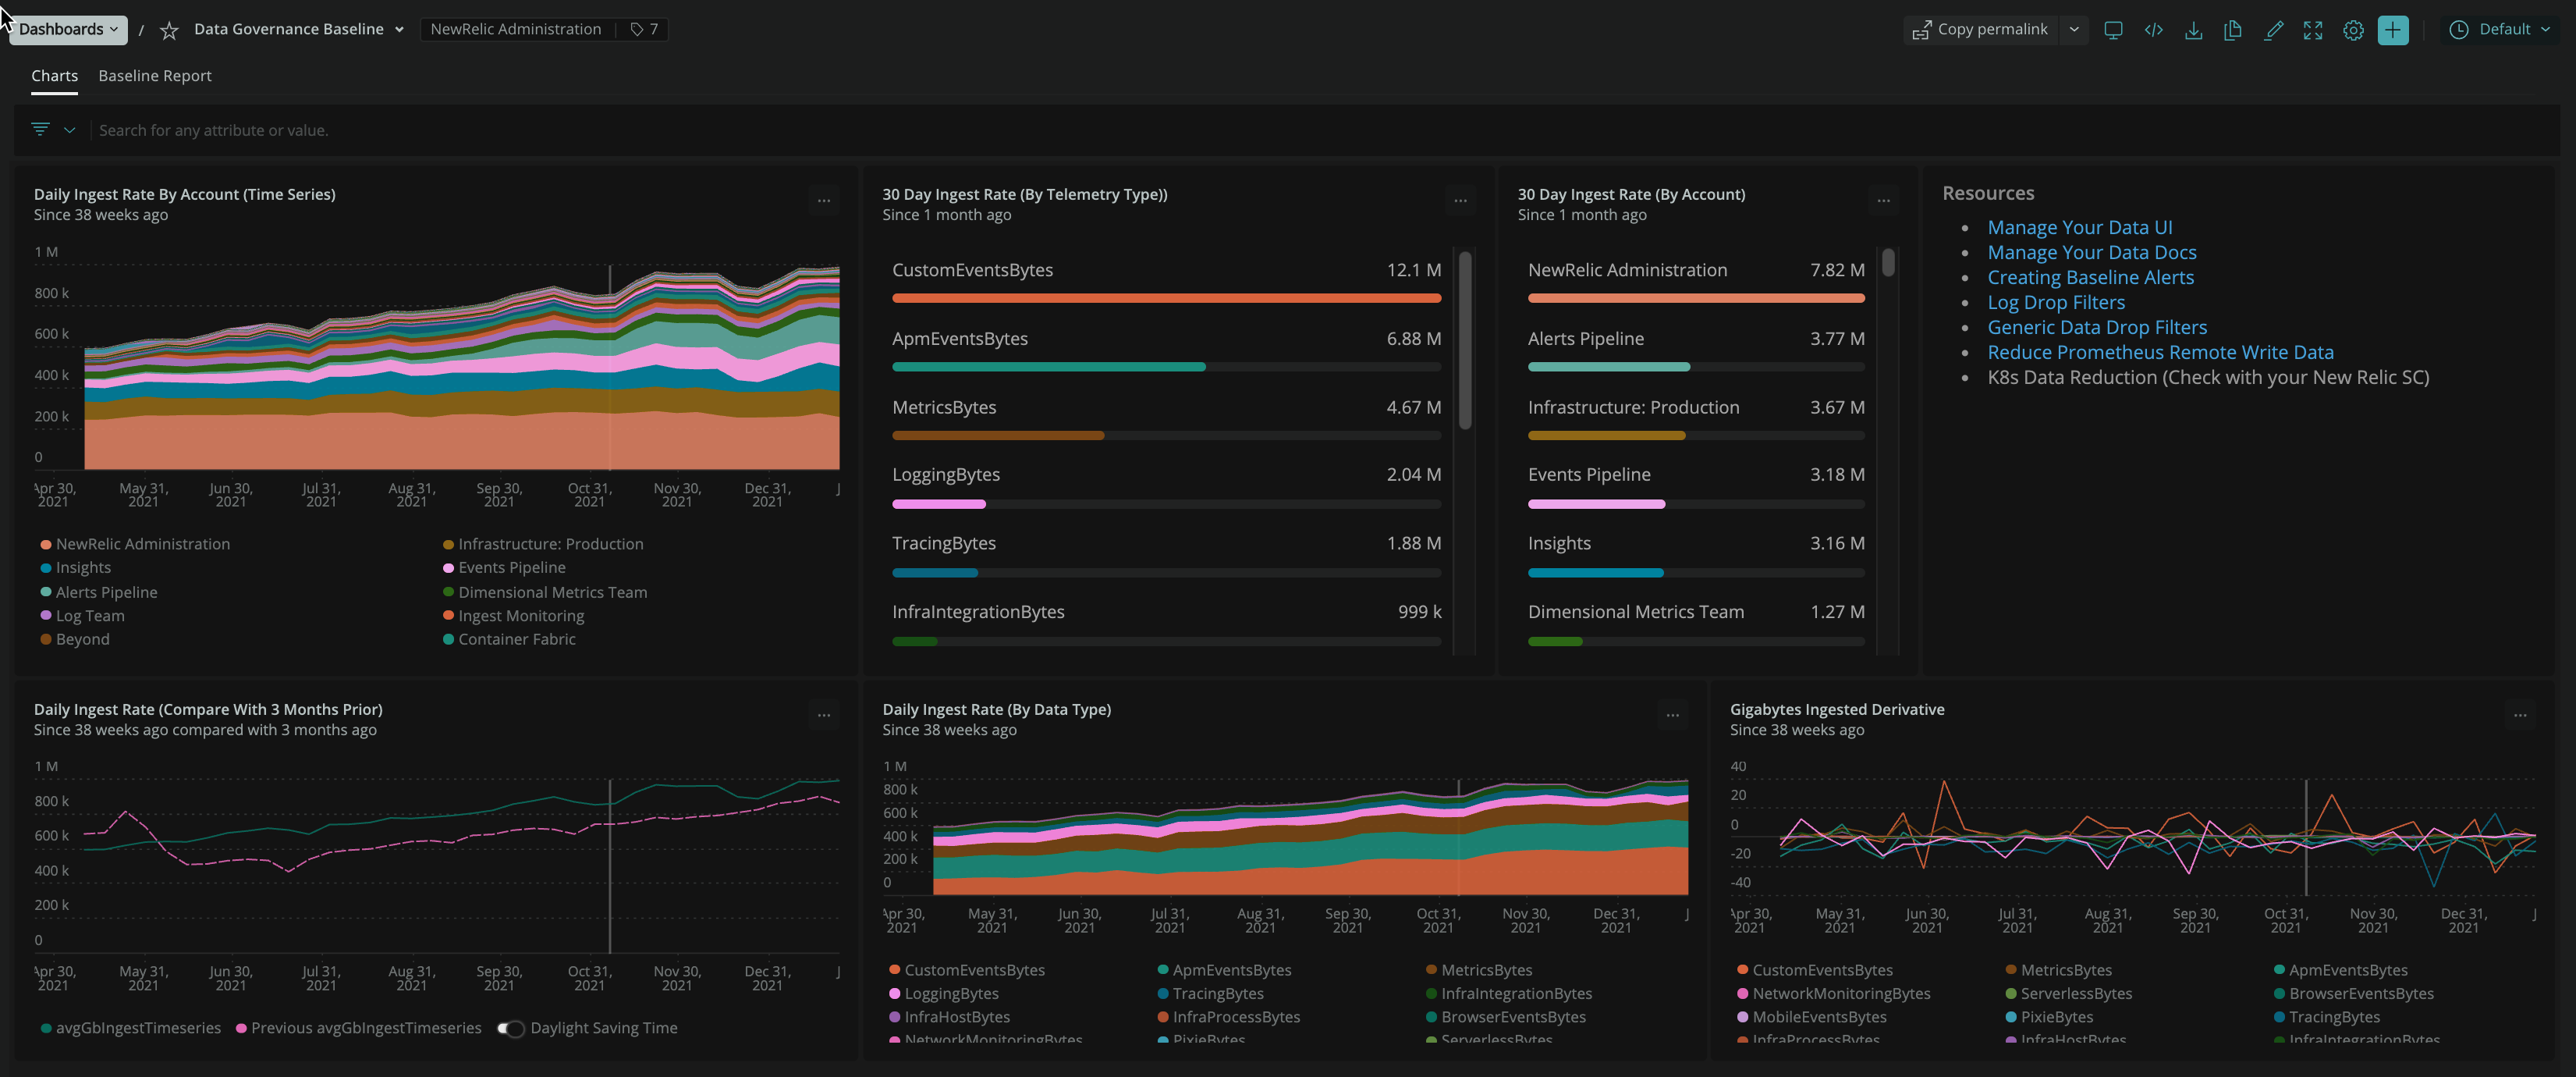 Dashboards / Data Governance Baseline NewRelic Administration 7 Copy permalink Default
Charts Baseline Report
Search for any attribute or value.
Daily Ingest Rate By Account (Time Series)
Since 38 weeks ago
1 M
800 k
600 k
400 k
200 k
0
Apr 30, 2021 May 31, 2021 Jun 30, 2021 Jul 31, 2021 Aug 31, 2021 Sep 30, 2021 Oct 31, 2021 Nov 30, 2021 Dec 31, 2021 J
NewRelic Administration Infrastructure: Production
Insights Events Pipeline
Alerts Pipeline Dimensional Metrics Team
Log Team Ingest Monitoring
Beyond Container Fabric
30 Day Ingest Rate (By Telemetry Type))
Since 1 month ago
CustomEventsBytes 12.1 M
ApmEventsBytes 6.88 M
MetricsBytes 4.67 M
LoggingBytes 2.04 M
TracingBytes 1.88 M
InfraIntegrationBytes 999 k
30 Day Ingest Rate (By Account)
Since 1 month ago
NewRelic Administration 7.82 M
Alerts Pipeline 3.77 M
Infrastructure: Production 3.67 M
Events Pipeline 3.18 M
Insights 3.16 M
Dimensional Metrics Team 1.27 M
Resources
Manage Your Data UI
Manage Your Data Docs
Creating Baseline Alerts
Log Drop Filters
Generic Data Drop Filters
Reduce Prometheus Remote Write Data
K8s Data Reduction (Check with your New Relic SC)
Daily Ingest Rate (Compare With 3 Months Prior)
Since 38 weeks ago compared with 3 months ago
1 M
800 k
600 k
400 k
200 k
0
Apr 30, 2021 May 31, 2021 Jun 30, 2021 Jul 31, 2021 Aug 31, 2021 Sep 30, 2021 Oct 31, 2021 Nov 30, 2021 Dec 31, 2021 J
avgGbIngestTimeseries Previous avgGbIngestTimeseries Daylight Saving Time
Daily Ingest Rate (By Data Type)
Since 38 weeks ago
1 M
800 k
600 k
400 k
200 k
0
Apr 30, 2021 May 31, 2021 Jun 30, 2021 Jul 31, 2021 Aug 31, 2021 Sep 30, 2021 Oct 31, 2021 Nov 30, 2021 Dec 31, 2021 J
CustomEventsBytes ApmEventsBytes MetricsBytes
LoggingBytes TracingBytes InfraIntegrationBytes
InfraHostBytes InfraProcessBytes BrowserEventsBytes
NetworkMonitoringBytes PixieBytes ServerlessBytes
Gigabytes Ingested Derivative
Since 38 weeks ago
40
20
0
-20
-40
Apr 30, 2021 May 31, 2021 Jun 30, 2021 Jul 31, 2021 Aug 31, 2021 Sep 30, 2021 Oct 31, 2021 Nov 30, 2021 Dec 31, 2021 J
CustomEventsBytes MetricsBytes ApmEventsBytes
NetworkMonitoringBytes ServerlessBytes BrowserEventsBytes
MobileEventsBytes PixieBytes TracingBytes
InfraProcessBytes InfraHostBytes InfraIntegrationBytes